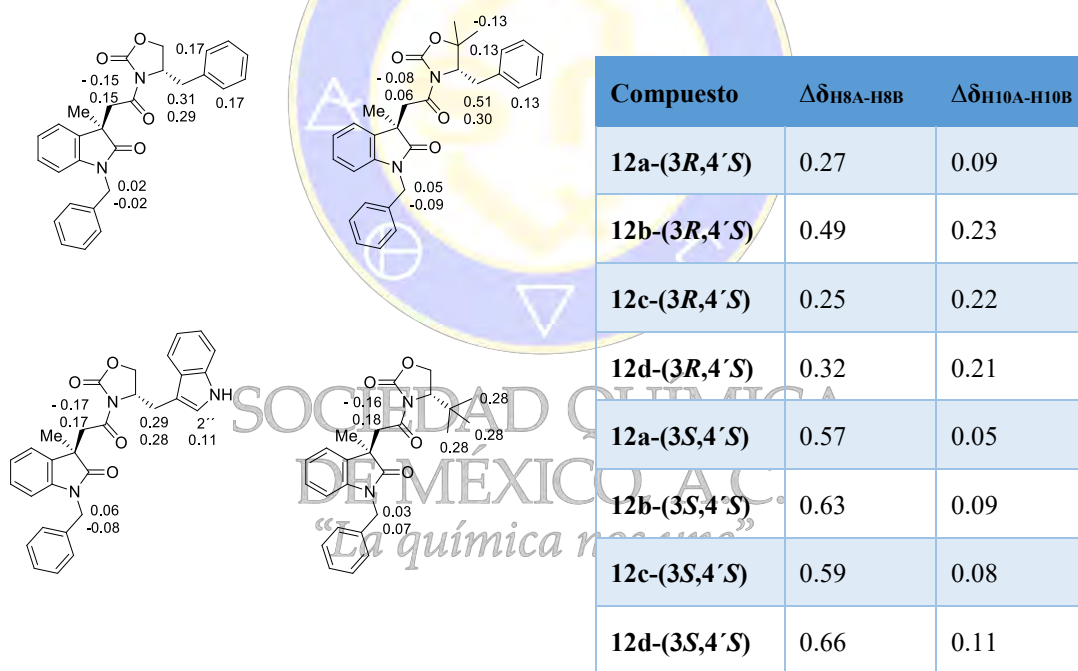 O
O
N
O
- 0.15
0.15
0.17
0.31
0.29
0.17
Me
O
N
0.02
-0.02
-0.13
O
0.13
O
N
- 0.08
0.06
0.51
0.30
0.13
O
Me
O
N
0.05
-0.09
O
O
N
- 0.17
0.17
NH
0.29
0.28
2´´
0.11
O
Me
O
N
0.06
-0.08
O
O
N
- 0.16
0.18
0.28
0.28
0.28
O
Me
O
N
0.03
0.07
Compuesto ΔδH8A-H8B ΔδH10A-H10B
12a-(3R,4´S) 0.27 0.09
12b-(3R,4´S) 0.49 0.23
12c-(3R,4´S) 0.25 0.22
12d-(3R,4´S) 0.32 0.21
12a-(3S,4´S) 0.57 0.05
12b-(3S,4´S) 0.63 0.09
12c-(3S,4´S) 0.59 0.08
12d-(3S,4´S) 0.66 0.11
SOCIEDAD QUÍMICA
DE MÉXICO, A.C.
"La química nos une"